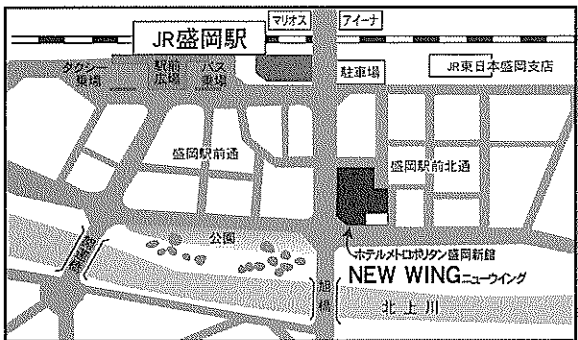 マリオス
アイーナ
JR盛岡駅
タクシー
乗場
駅前
広場
バス
乗場
駐車場
JR東日本盛岡支店
盛岡駅前通
盛岡駅前北通
公園
開運橋
ホテルメトロポリタン盛岡新館
NEW WINGニューウイング
旭橋
北上川